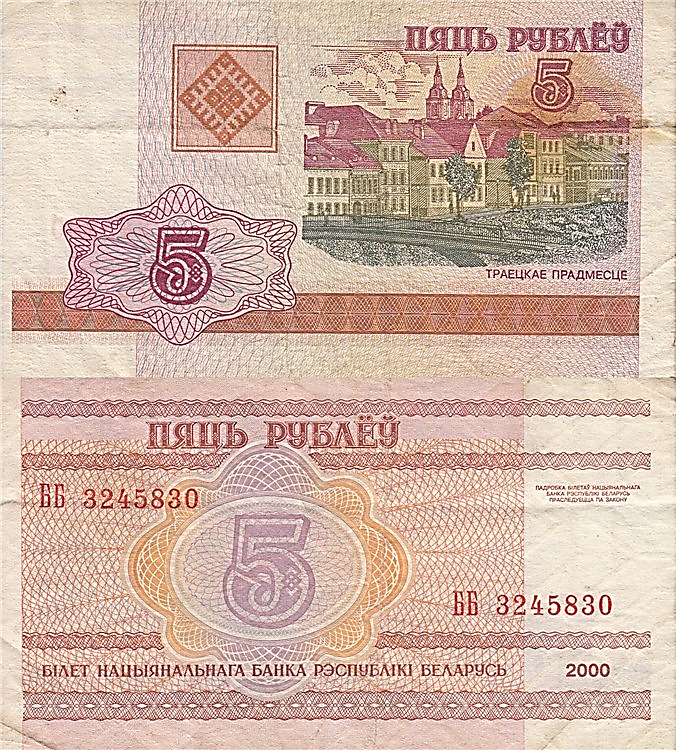 ПЯЦЬ РУБЛЁЎ
5
5
ТРАЕЦКАЕ ПРАДМЕСЦЕ
ПЯЦЬ РУБЛЁЎ
ББ 3245830
ПАДРОБКА БІЛЕТАЎ НАЦЫЯНАЛЬНАГА
БАНКА РЭСПУБЛІКІ БЕЛАРУСЬ
ПРАСЛЕДУЕЦЦА ПА ЗАКОНУ
5
ББ 3245830
БІЛЕТ НАЦЫЯНАЛЬНАГА БАНКА РЭСПУБЛІКІ БЕЛАРУСЬ 2000